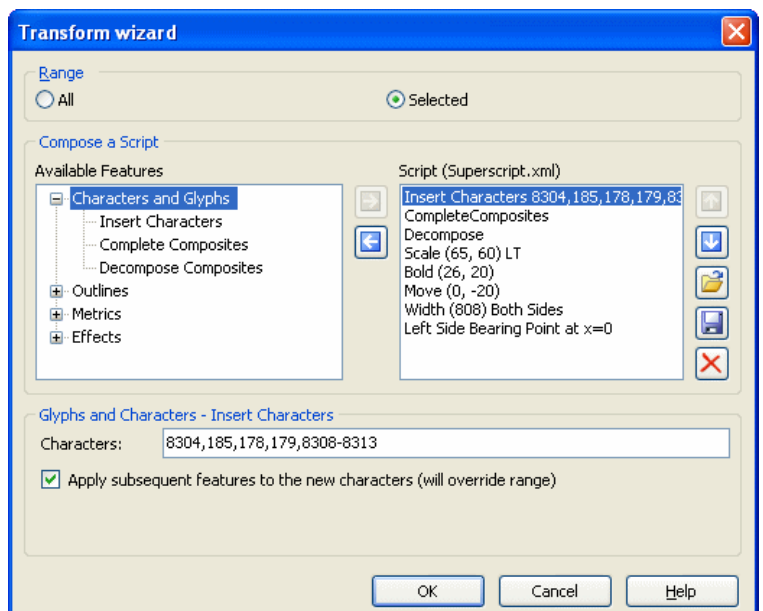 Transform wizard
Range
All
Selected
Compose a Script
Available Features
Characters and Glyphs
Insert Characters
Complete Composites
Decompose Composites
Outlines
Metrics
Effects
Script (Superscript.xml)
Insert Characters 8304,185,178,179,83
CompleteComposites
Decompose
Scale (65, 60) LT
Bold (26, 20)
Move (0, -20)
Width (808) Both Sides
Left Side Bearing Point at x=0
Glyphs and Characters - Insert Characters
Characters: 8304,185,178,179,8308-8313
Apply subsequent features to the new characters (will override range)
OK Cancel Help